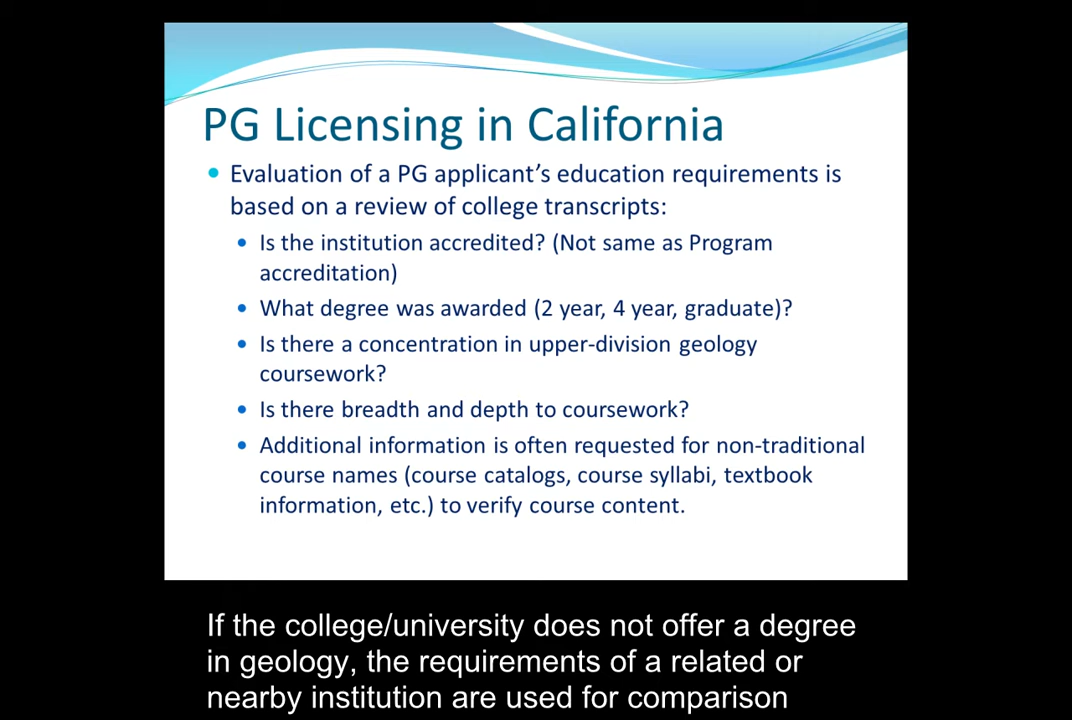 PG Licensing in California
Evaluation of a PG applicant's education requirements is
based on a review of college transcripts:
Is the institution accredited? (Not same as Program
accreditation)
What degree was awarded (2 year, 4 year, graduate)?
Is there a concentration in upper-division geology
coursework?
Is there breadth and depth to coursework?
Additional information is often requested for non-traditional
course names (course catalogs, course syllabi, textbook
information, etc.) to verify course content.
If the college/university does not offer a degree
in geology, the requirements of a related or
nearby institution are used for comparison